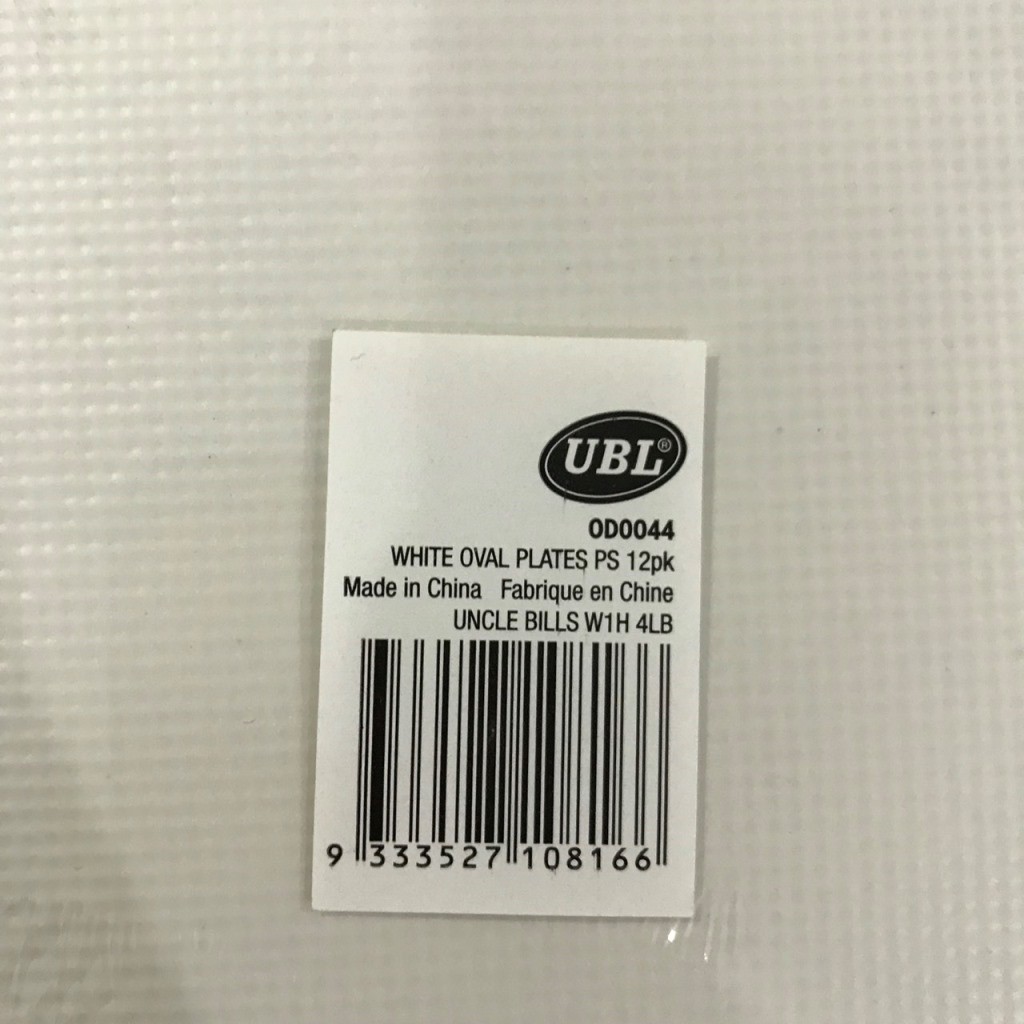 UBL®
OD0044
WHITE OVAL PLATES PS 12pk
Made in China Fabrique en Chine
UNCLE BILLS W1H 4LB
9 333527 108166